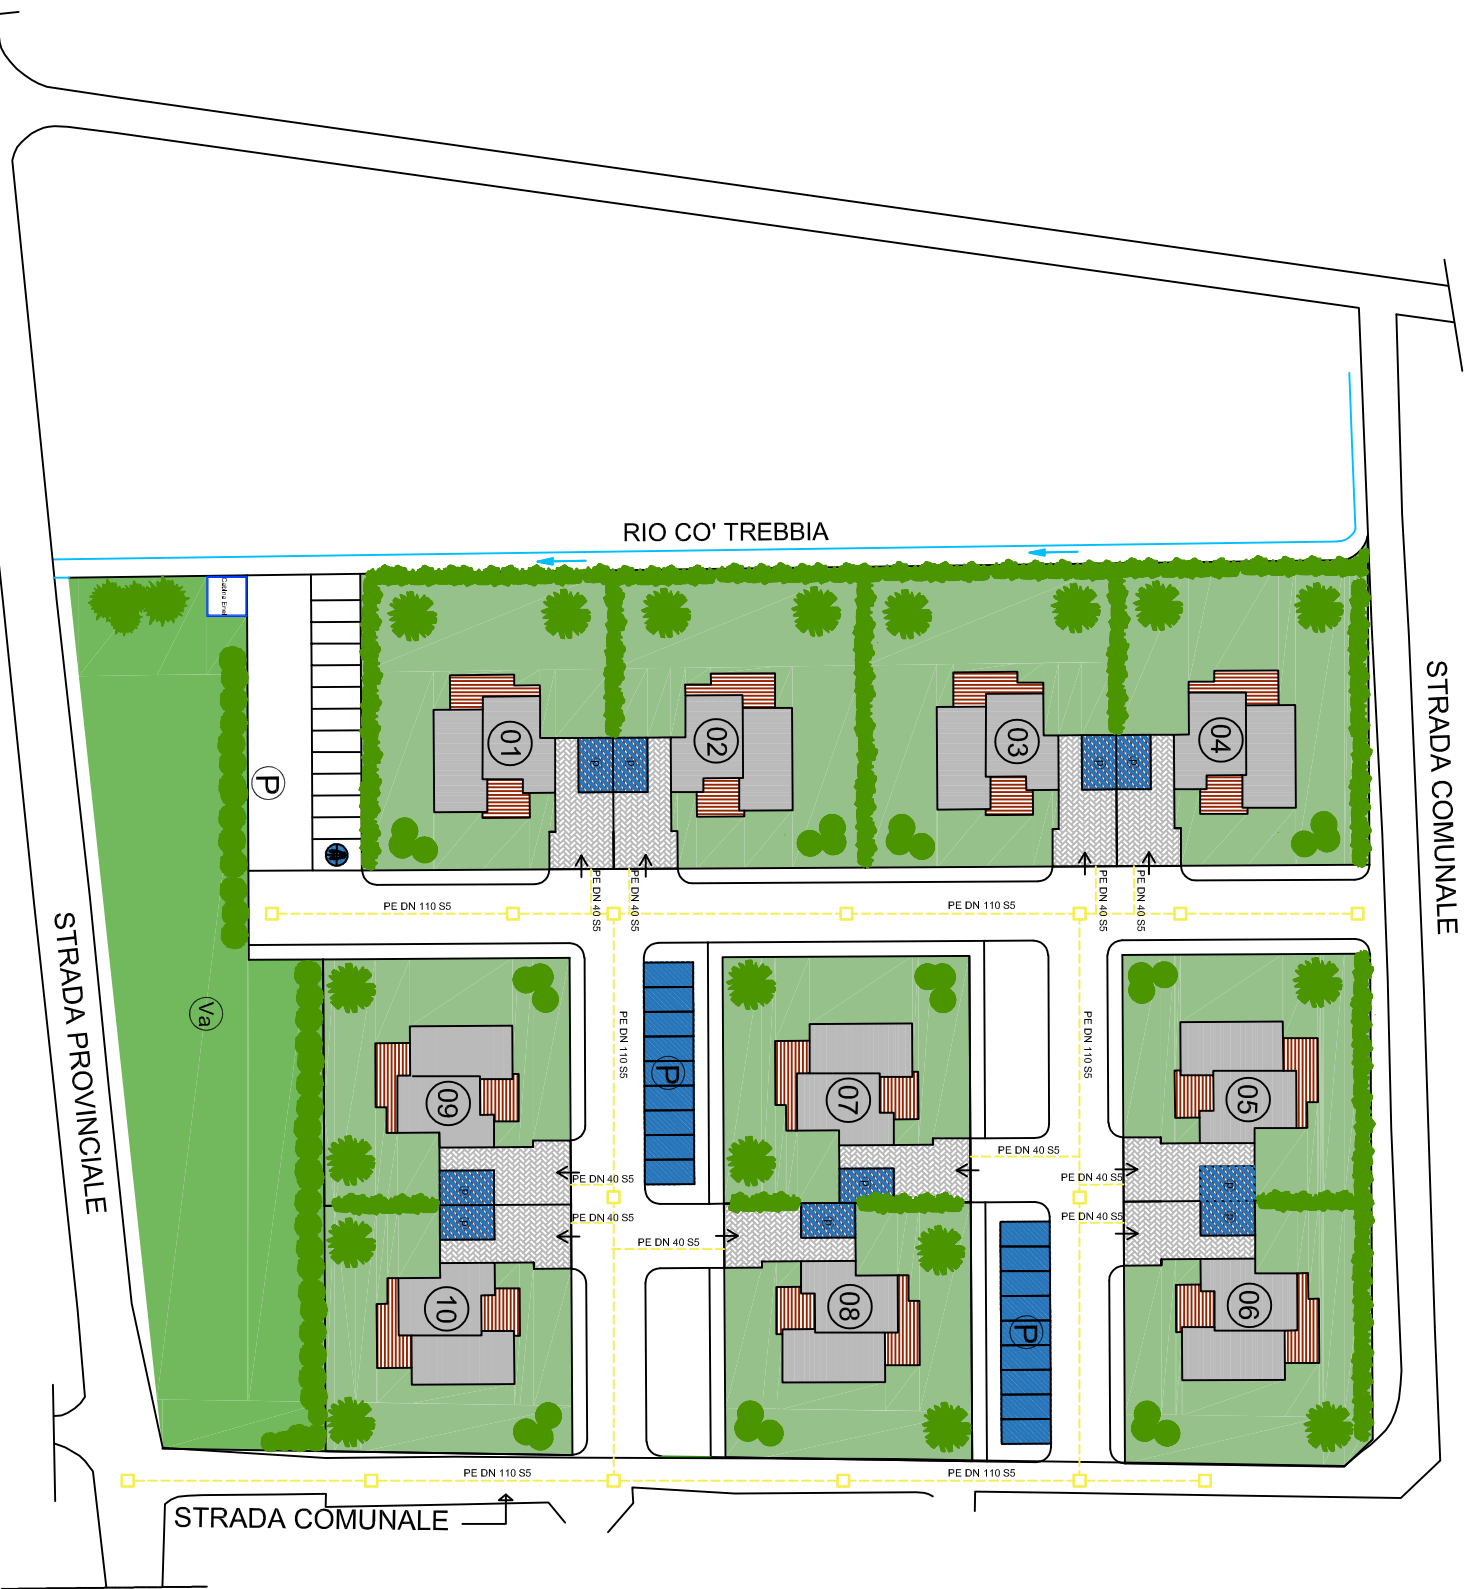 RIO CO' TREBBIA
Cabina Enel
STRADA COMUNALE
01
02
03
04
P
P
P
P
P
PE DN 40 S5
PE DN 40 S5
PE DN 40 S5
PE DN 40 S5
PE DN 110 S5
PE DN 110 S5
STRADA PROVINCIALE
Va
PE DN 110 S5
PE DN 110 S5
P
09
07
05
PE DN 40 S5
PE DN 40 S5
PE DN 40 S5
P
P
P
PE DN 40 S5
PE DN 40 S5
P
P
P
PE DN 40 S5
10
08
06
P
PE DN 110 S5
PE DN 110 S5
STRADA COMUNALE